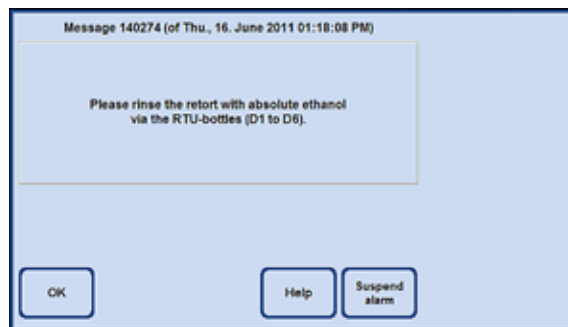 Message 140274 (of Thu., 16. June 2011 01:18:08 PM)
Please rinse the retort with absolute ethanol
via the RTU-bottles (D1 to D6).
OK
Help
Suspend
alarm